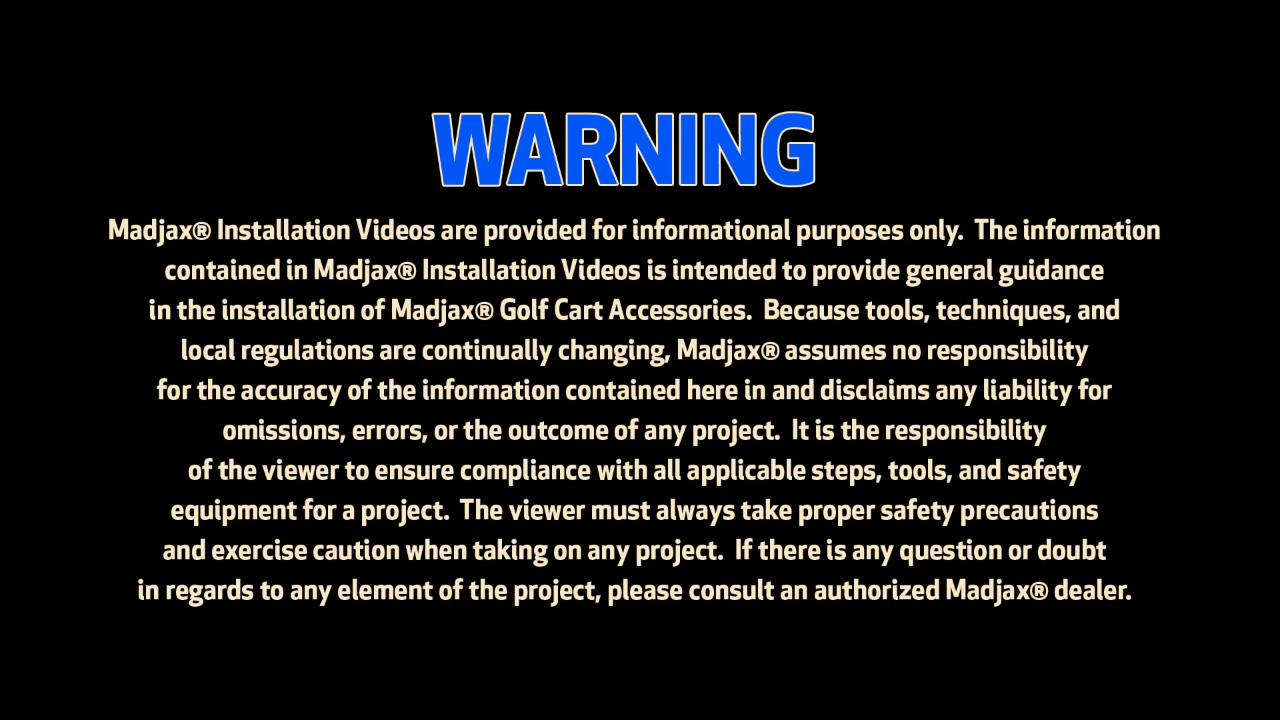 WARNING
Madjax® Installation Videos are provided for informational purposes only.  The information
contained in Madjax® Installation Videos is intended to provide general guidance
in the installation of Madjax® Golf Cart Accessories.  Because tools, techniques, and
local regulations are continually changing, Madjax® assumes no responsibility
for the accuracy of the information contained here in and disclaims any liability for
omissions, errors, or the outcome of any project.  It is the responsibility
of the viewer to ensure compliance with all applicable steps, tools, and safety
equipment for a project.  The viewer must always take proper safety precautions
and exercise caution when taking on any project.  If there is any question or doubt
in regards to any element of the project, please consult an authorized Madjax® dealer.